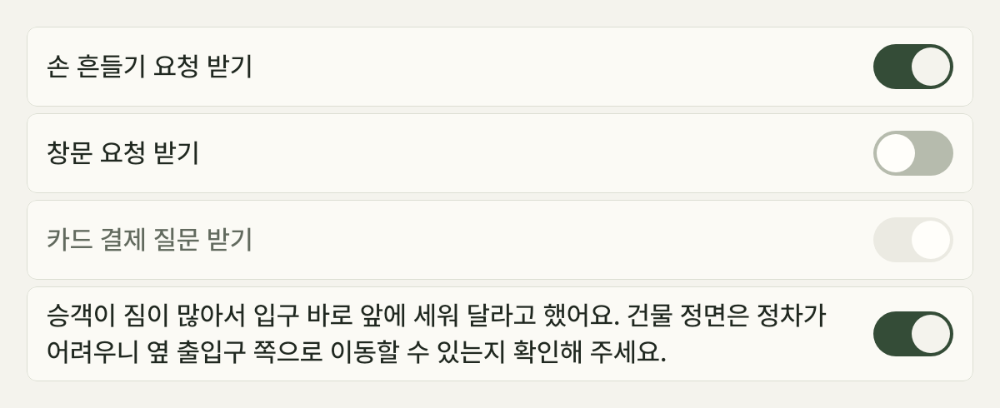 손 흔들기 요청 받기
창문 요청 받기
카드 결제 질문 받기
승객이 짐이 많아서 입구 바로 앞에 세워 달라고 했어요. 건물 정면은 정차가
어려우니 옆 출입구 쪽으로 이동할 수 있는지 확인해 주세요.